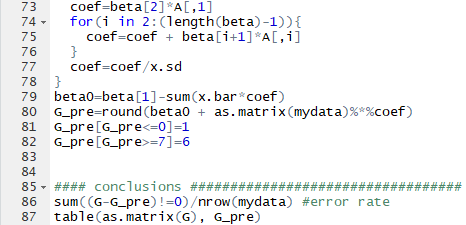 73 coef=beta[2]*A[,1]
74 for(i in 2:(length(beta)-1)){
75 coef=coef + beta[i+1]*A[,i]
76 }
77 coef=coef/x.sd
78 }
79 beta0=beta[1]-sum(x.bar*coef)
80 G_pre=round(beta0 + as.matrix(mydata)%*%coef)
81 G_pre[G_pre<=0]=1
82 G_pre[G_pre>=7]=6
83
84
85 #### conclusions ##################################
86 sum((G-G_pre)!=0)/nrow(mydata) #error rate
87 table(as.matrix(G), G_pre)